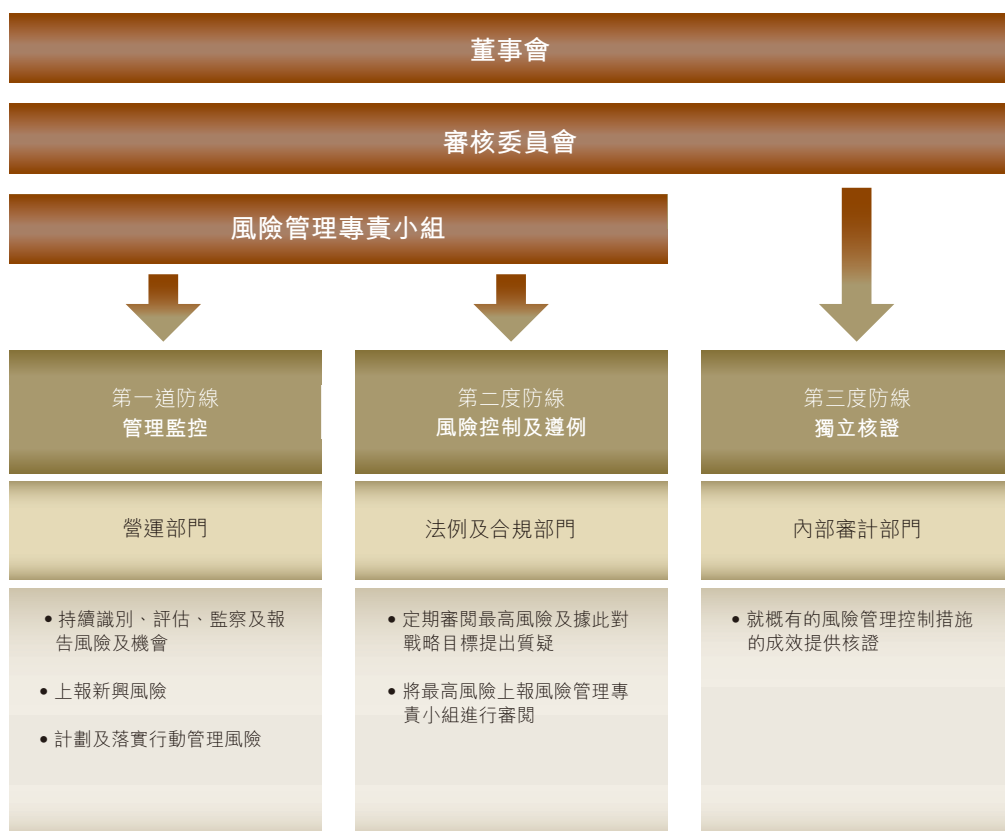 董事會
審核委員會
風險管理專責小組
第一道防線
管理監控
營運部門
• 持續識別、評估、監察及報
告風險及機會
• 上報新興風險
• 計劃及落實行動管理風險
第二度防線
風險控制及遵例
法例及合規部門
• 定期審閱最高風險及據此對
戰略目標提出質疑
• 將最高風險上報風險管理專
責小組進行審閱
第三度防線
獨立核證
內部審計部門
• 就概有的風險管理控制措施
的成效提供核證